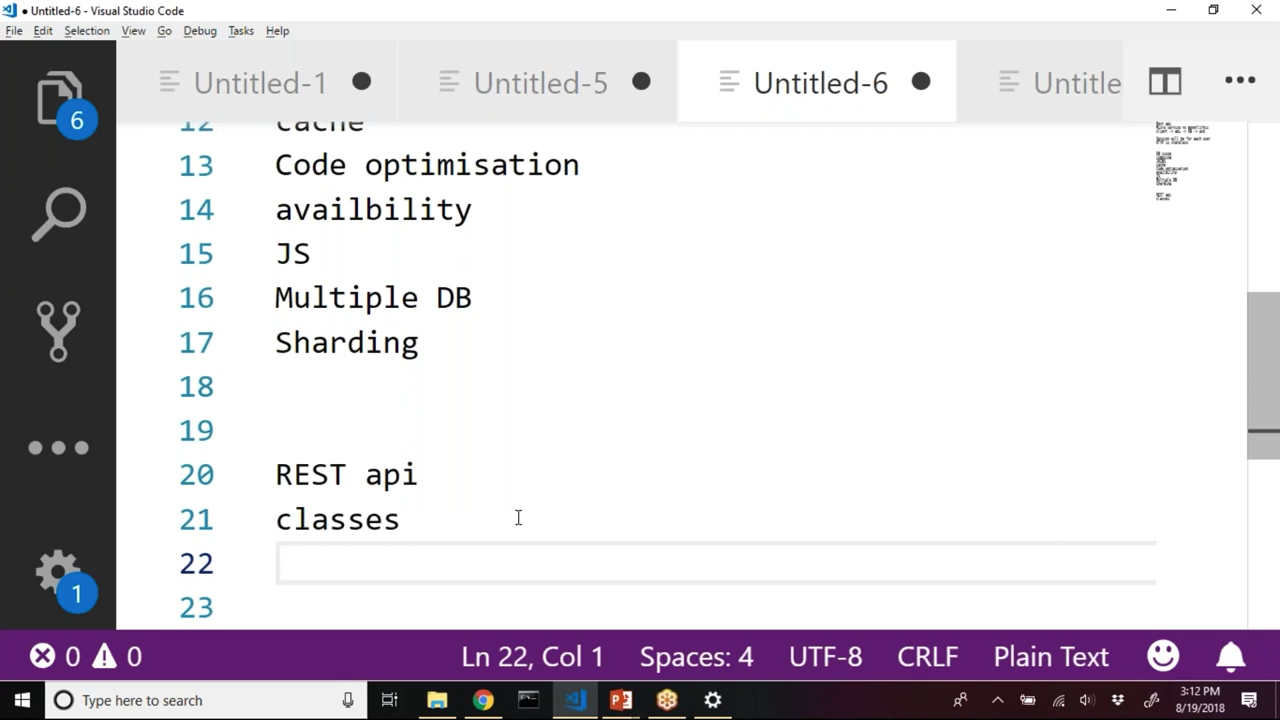 Untitled-6 - Visual Studio Code
File Edit Selection View Go Debug Tasks Help
Untitled-1 Untitled-5 Untitled-6 Untitle
6
12 cache
13 Code optimisation
14 availbility
15 JS
16 Multiple DB
17 Sharding
18
19
20 REST api
21 classes
22
23
1
0 0 Ln 22, Col 1 Spaces: 4 UTF-8 CRLF Plain Text
Type here to search
3:12 PM
8/19/2018